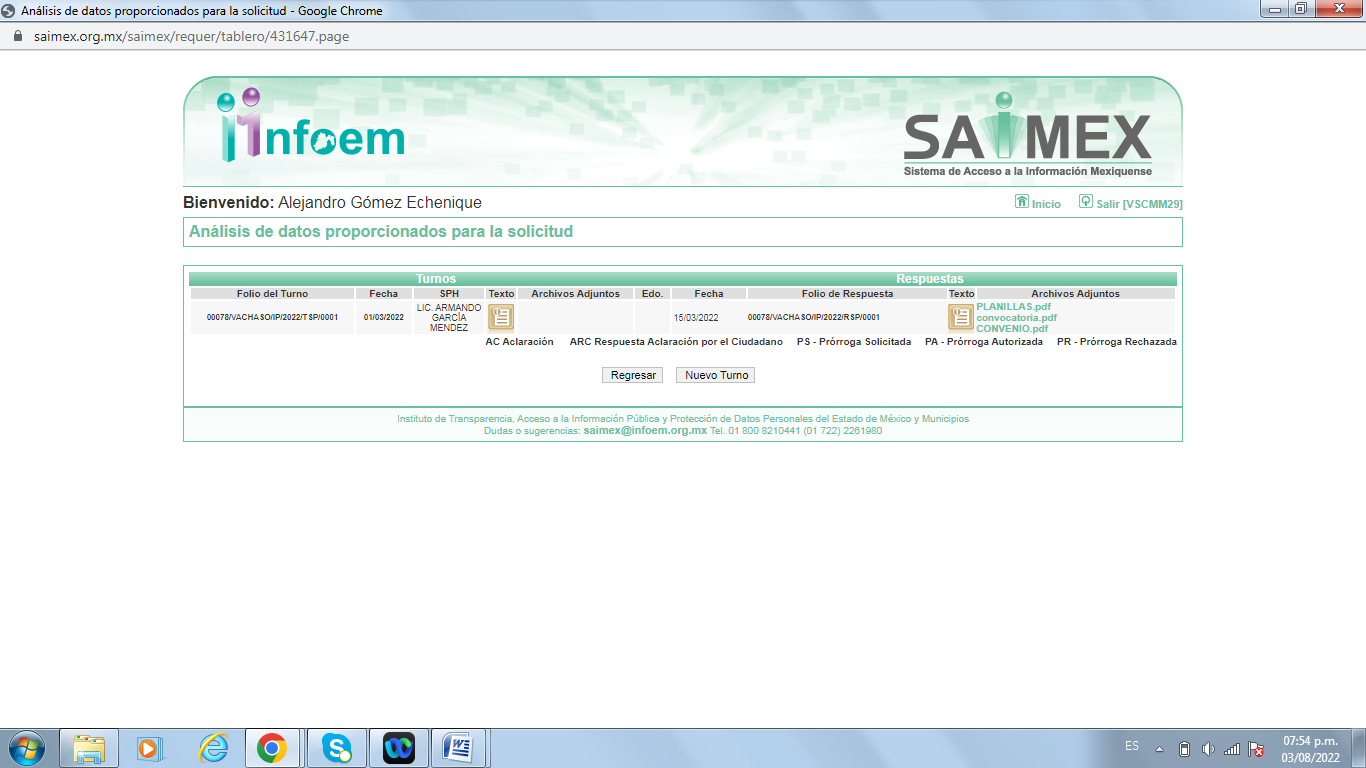 Análisis de datos proporcionados para la solicitud - Google Chrome
saimex.org.mx/saimex/requer/tablero/431647.page
infoem
SAIMEX
Sistema de Acceso a la Información Mexiquense
Bienvenido: Alejandro Gómez Echenique
Inicio Salir [VSCMM29]
Análisis de datos proporcionados para la solicitud
Turnos Respuestas
Folio del Turno Fecha SPH Texto Archivos Adjuntos Edo. Fecha Folio de Respuesta Texto Archivos Adjuntos
00078/VACHASO/IP/2022/TSP/0001 01/03/2022 LIC. ARMANDO
GARCÍA
MENDEZ
15/03/2022 00078/VACHASO/IP/2022/RSP/0001 PLANILLAS.pdf
convocatoria.pdf
CONVENIO.pdf
AC Aclaración ARC Respuesta Aclaración por el Ciudadano PS - Prórroga Solicitada PA - Prórroga Autorizada PR - Prórroga Rechazada
Regresar Nuevo Turno
Instituto de Transparencia, Acceso a la Información Pública y Protección de Datos Personales del Estado de México y Municipios
Dudas o sugerencias: saimex@infoem.org.mx Tel. 01 800 8210441 (01 722) 2261980
ES
07:54 p.m.
03/08/2022